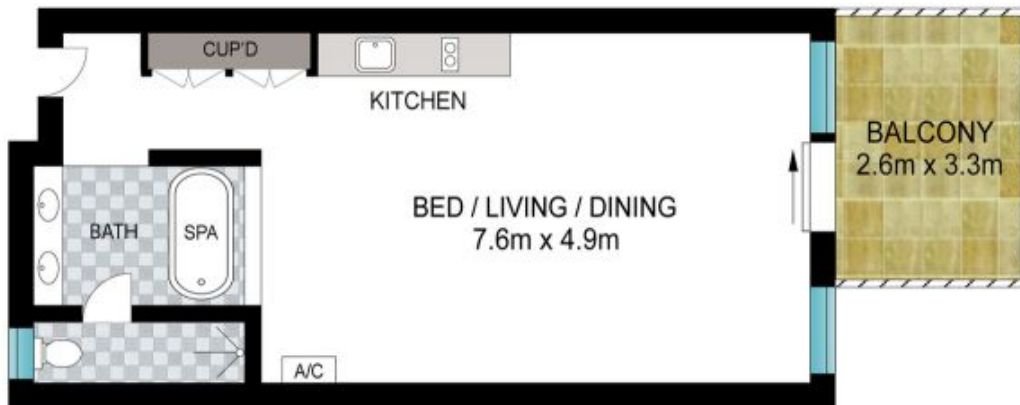 CUP'D
KITCHEN
BALCONY
2.6m x 3.3m
BED / LIVING / DINING
7.6m x 4.9m
BATH
SPA
A/C